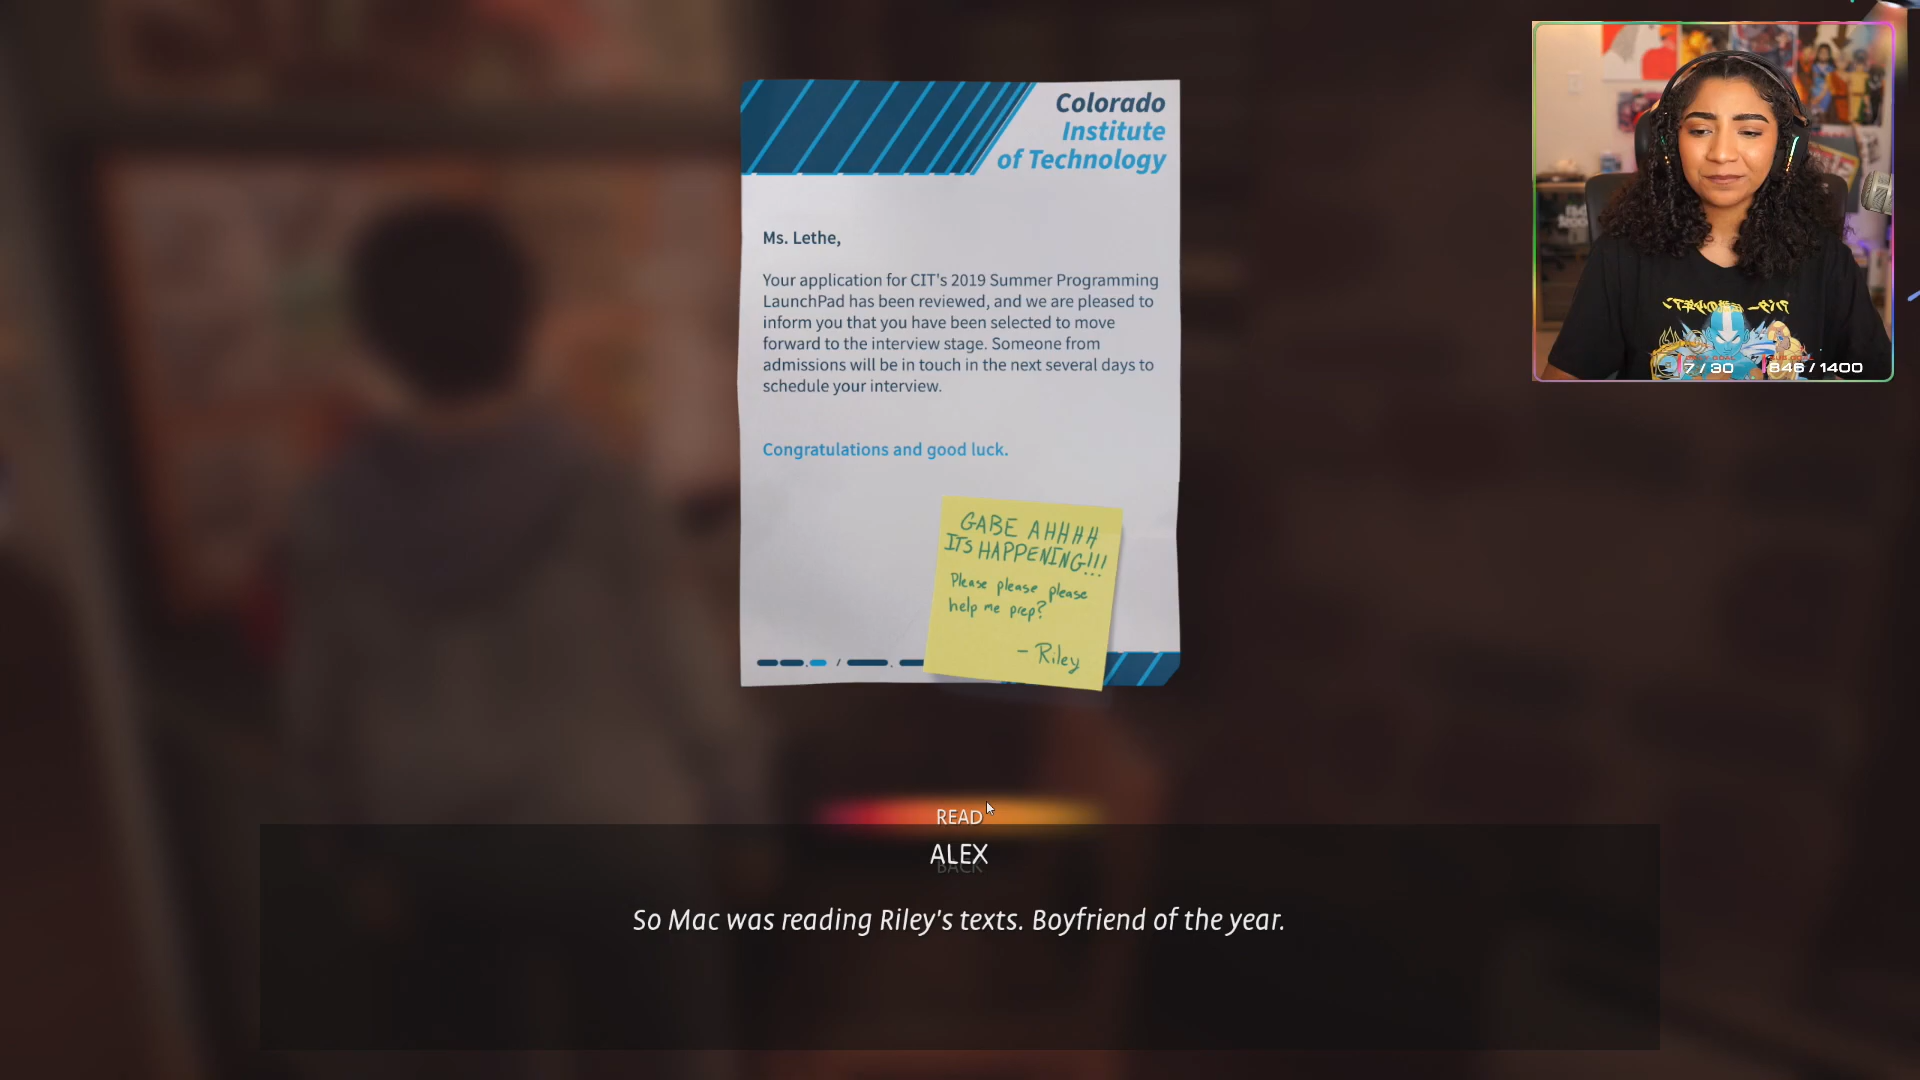 Colorado
Institute
of Technology
Ms. Lethe,
Your application for CIT's 2019 Summer Programming
LaunchPad has been reviewed, and we are pleased to
inform you that you have been selected to move
forward to the interview stage. Someone from
admissions will be in touch in the next several days to
schedule your interview.
Congratulations and good luck.
GABE AHHHH
ITS HAPPENING!!!
Please please please
help me prep?
- Riley
7 / 30
846 / 1400
READ
ALEX
BACK
So Mac was reading Riley's texts. Boyfriend of the year.